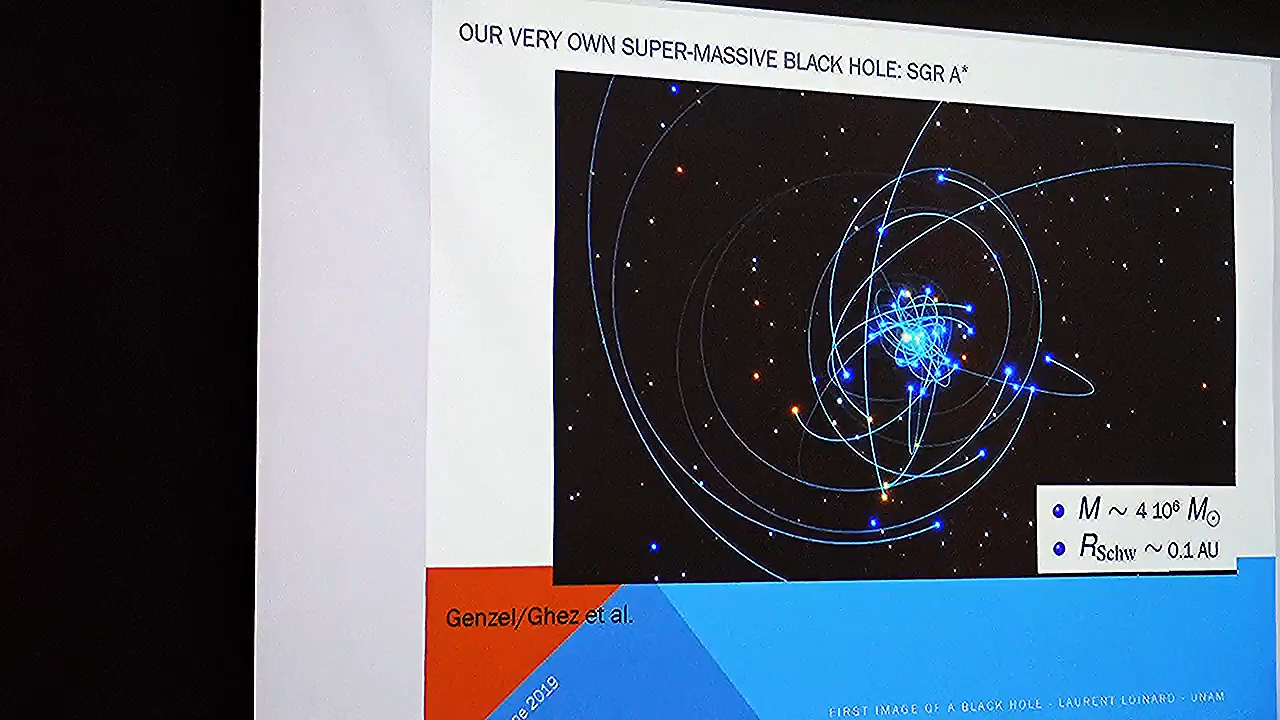 OUR VERY OWN SUPER-MASSIVE BLACK HOLE: SGR A*
M ~ 4 10⁶ M☉
R_Schw ~ 0.1 AU
Genzel/Ghez et al.
2019
FIRST IMAGE OF A BLACK HOLE - LAURENT LOINARD - UNAM